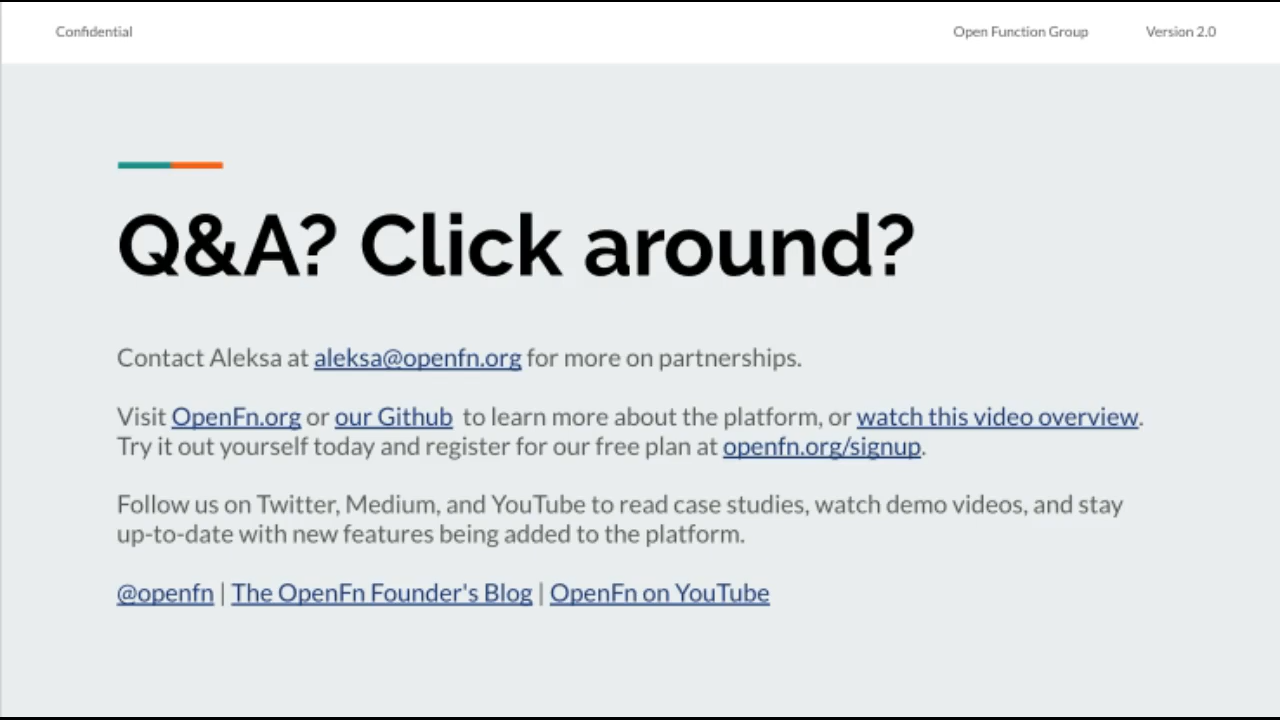 Confidential Open Function Group Version 2.0
Q&A? Click around?
Contact Aleksa at aleksa@openfn.org for more on partnerships.
Visit OpenFn.org or our Github to learn more about the platform, or watch this video overview.
Try it out yourself today and register for our free plan at openfn.org/signup.
Follow us on Twitter, Medium, and YouTube to read case studies, watch demo videos, and stay
up-to-date with new features being added to the platform.
@openfn | The OpenFn Founder's Blog | OpenFn on YouTube